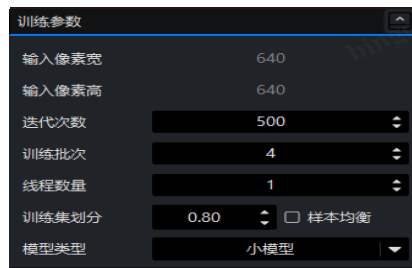 训练参数
输入像素宽 640
输入像素高 640
迭代次数 500
训练批次 4
线程数量 1
训练集划分 0.80 样本均衡
模型类型 小模型